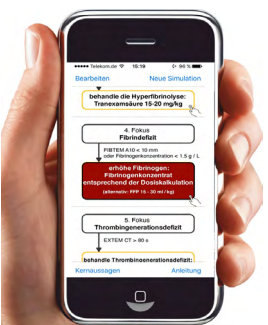 Telekom.de 15:19 96 %
Bearbeiten Neue Simulation
behandle die Hyperfibrinolyse:
Tranexamsäure 15-20 mg/kg
4. Fokus
Fibrindefizit
FIBTEM A10 < 10 mm
oder Fibrinogenkonzentration < 1.5 g / L
erhöhe Fibrinogen:
Fibrinogenkonzentrat
entsprechend der Dosiskalkulation
(alternativ: FFP 15 - 30 ml / kg)
5. Fokus
Thrombingenerationsdefizit
EXTEM CT > 80 s
behandle Thrombingenerationsdefizit:
Kernaussagen Anleitung